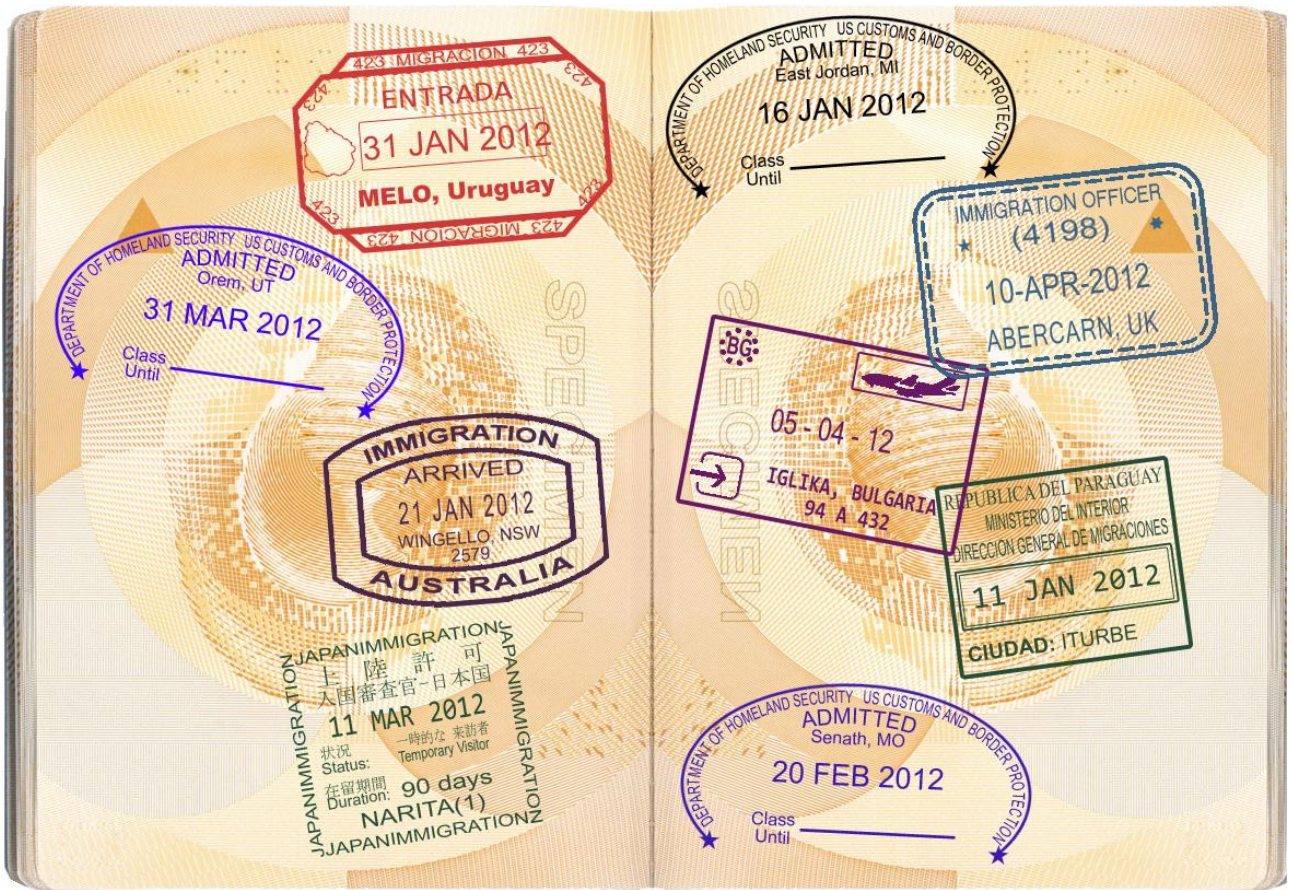 423 MIGRACION 423
423
423
ENTRADA
31 JAN 2012
MELO, Uruguay
423
423
423 MIGRACION 423
DEPARTMENT OF HOMELAND SECURITY US CUSTOMS AND BORDER PROTECTION
ADMITTED
Orem, UT
31 MAR 2012
Class
Until
IMMIGRATION
ARRIVED
21 JAN 2012
WINGELLO, NSW
2579
AUSTRALIA
JAPANIMMIGRATION
JAPANIMMIGRATION
JAPANIMMIGRATION
上陸許可
入国審査官-日本国
11 MAR 2012
状況
Status:
一時的な 来訪者
Temporary Visitor
在留期間
Duration:
90 days
NARITA(1)
JAPANIMMIGRATION
SPECIMEN
DEPARTMENT OF HOMELAND SECURITY US CUSTOMS AND BORDER PROTECTION
ADMITTED
East Jordan, MI
16 JAN 2012
Class
Until
IMMIGRATION OFFICER
(4198)
10-APR-2012
ABERCARN, UK
BG
05 - 04 - 12
IGLIKA, BULGARIA
94 A 432
REPUBLICA DEL PARAGUAY
MINISTERIO DEL INTERIOR
DIRECCION GENERAL DE MIGRACIONES
11 JAN 2012
CIUDAD: ITURBE
DEPARTMENT OF HOMELAND SECURITY US CUSTOMS AND BORDER PROTECTION
ADMITTED
Senath, MO
20 FEB 2012
Class
Until
SPECIMEN